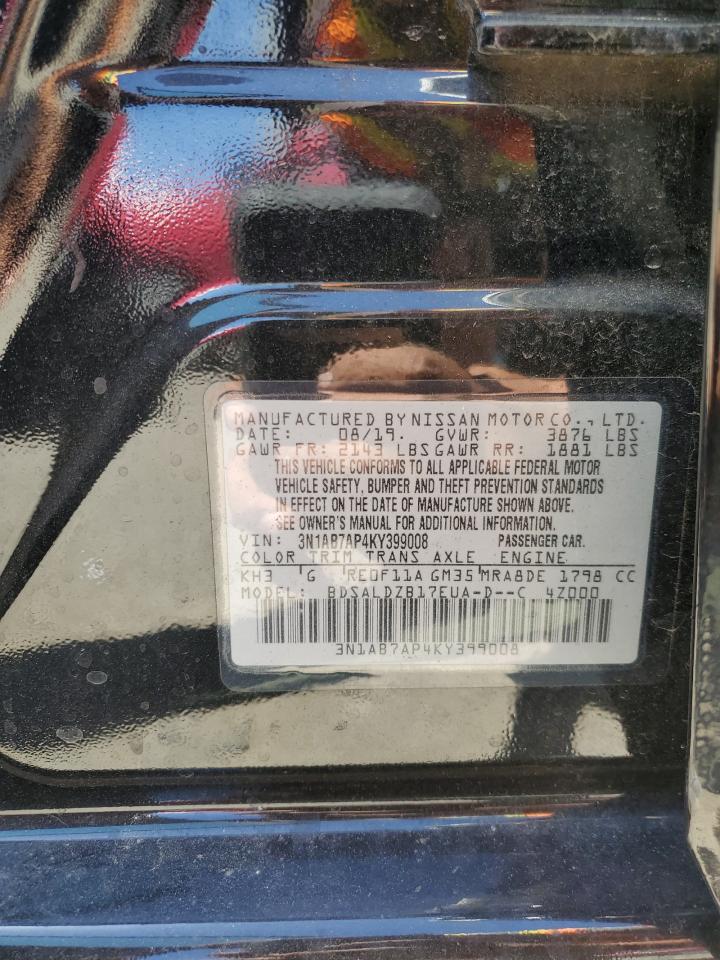 MANUFACTURED BY NISSAN MOTOR CO., LTD.
DATE: 08/19. GVWR: 3876 LBS
GAWR FR: 2143 LBS GAWR RR: 1881 LBS
THIS VEHICLE CONFORMS TO ALL APPLICABLE FEDERAL MOTOR
VEHICLE SAFETY, BUMPER AND THEFT PREVENTION STANDARDS
IN EFFECT ON THE DATE OF MANUFACTURE SHOWN ABOVE.
SEE OWNER'S MANUAL FOR ADDITIONAL INFORMATION.
VIN: 3N1AB7AP4KY399008 PASSENGER CAR.
COLOR TRIM TRANS AXLE ENGINE
KH3 G RE0F11A GM35 MRA8DE 1798 CC
MODEL: BDSALDZB17EUA-D--C 4Z000
3N1AB7AP4KY399008